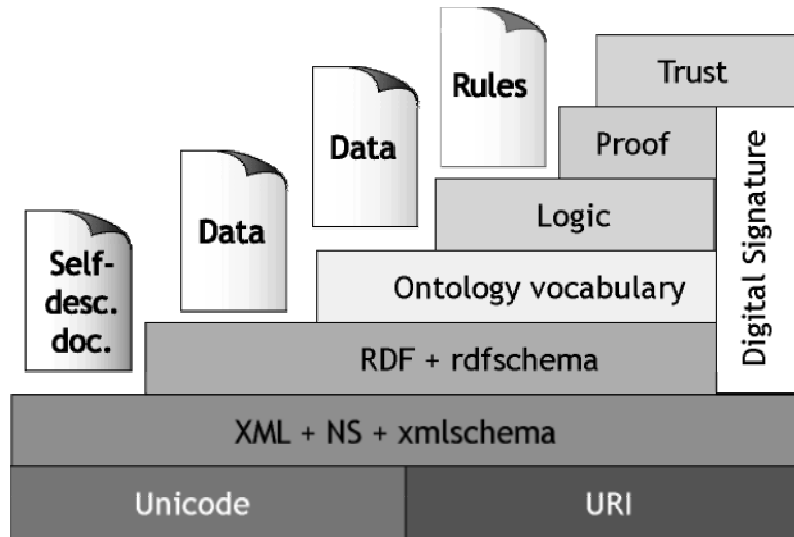 Rules
Trust
Data
Proof
Data
Logic
Self-
desc.
doc.
Ontology vocabulary
Digital Signature
RDF + rdfschema
XML + NS + xmlschema
Unicode
URI